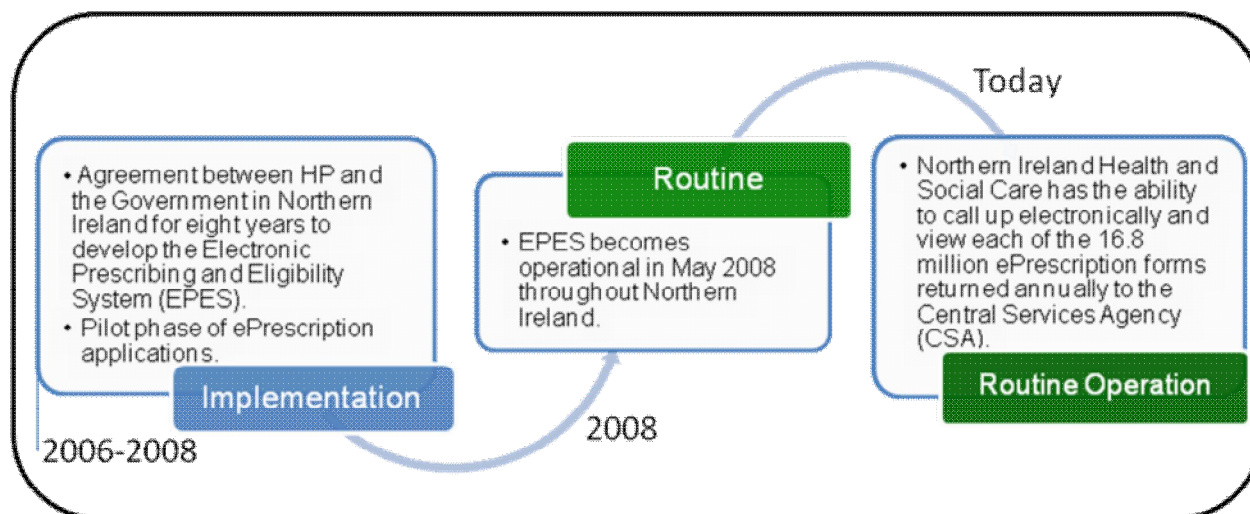 • Agreement between HP and
the Government in Northern
Ireland for eight years to
develop the Electronic
Prescribing and Eligibility
System (EPES).
• Pilot phase of ePrescription
applications.
Implementation
2006-2008
Routine
• EPES becomes
operational in May 2008
throughout Northern
Ireland.
2008
Today
• Northern Ireland Health and
Social Care has the ability
to call up electronically and
view each of the 16.8
million ePrescription forms
returned annually to the
Central Services Agency
(CSA).
Routine Operation